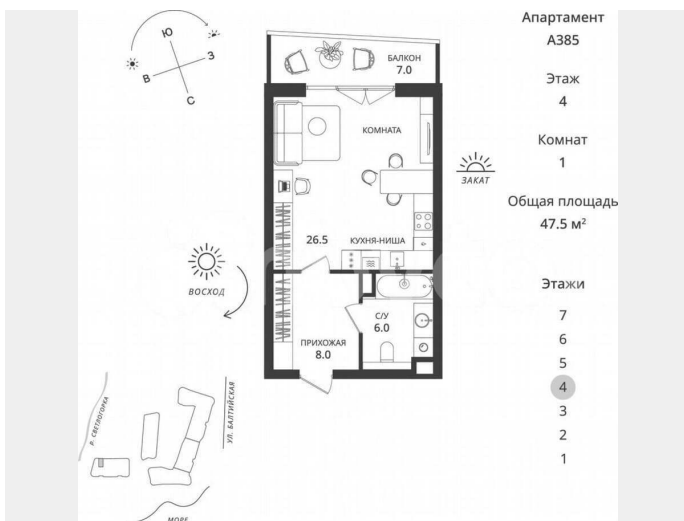 Апартамент
А385
Этаж
4
Комнат
1
Общая площадь
47.5 м²
Этажи
7
6
5
4
3
2
1
Ю
В
З
С
БАЛКОН
7.0
КОМНАТА
ЗАКАТ
26.5
КУХНЯ-НИША
ВОСХОД
С/У
6.0
ПРИХОЖАЯ
8.0
Р. СВЕТЛОГОРКА
УЛ. БАЛТИЙСКАЯ
МОРЕ